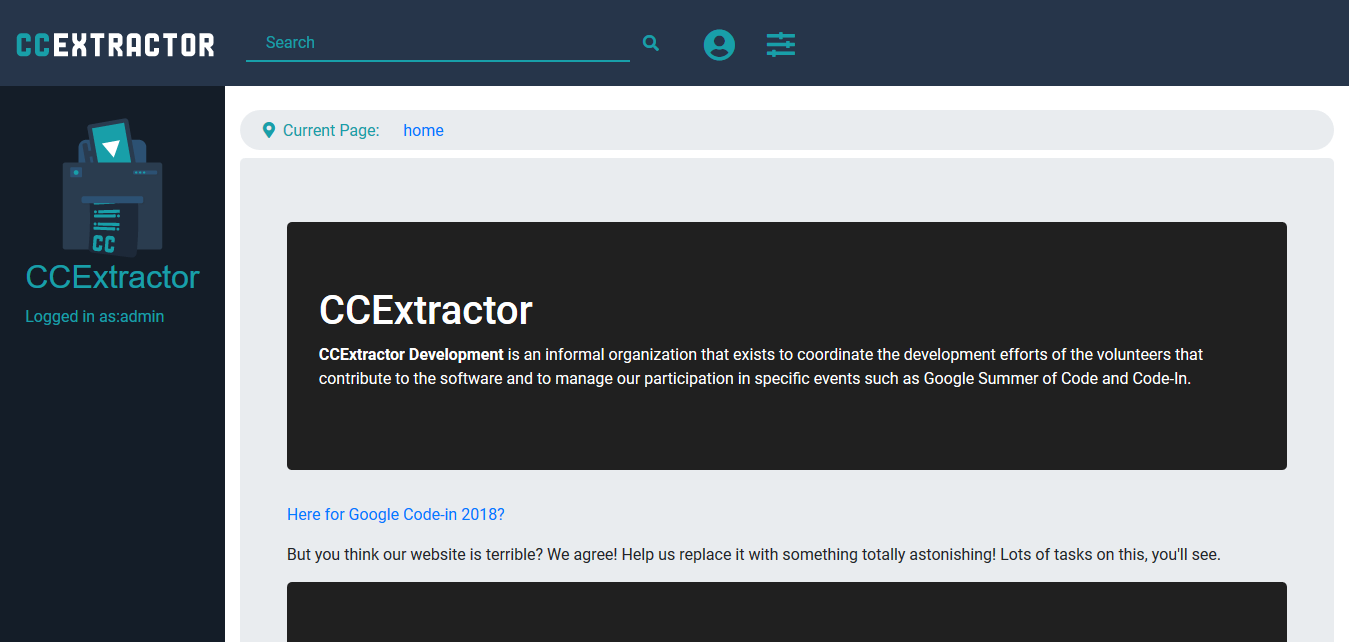 CCEXTRACTOR
Search
Current Page: home
CC
CCExtractor
Logged in as:admin
CCExtractor
CCExtractor Development is an informal organization that exists to coordinate the development efforts of the volunteers that
contribute to the software and to manage our participation in specific events such as Google Summer of Code and Code-In.
Here for Google Code-in 2018?
But you think our website is terrible? We agree! Help us replace it with something totally astonishing! Lots of tasks on this, you'll see.